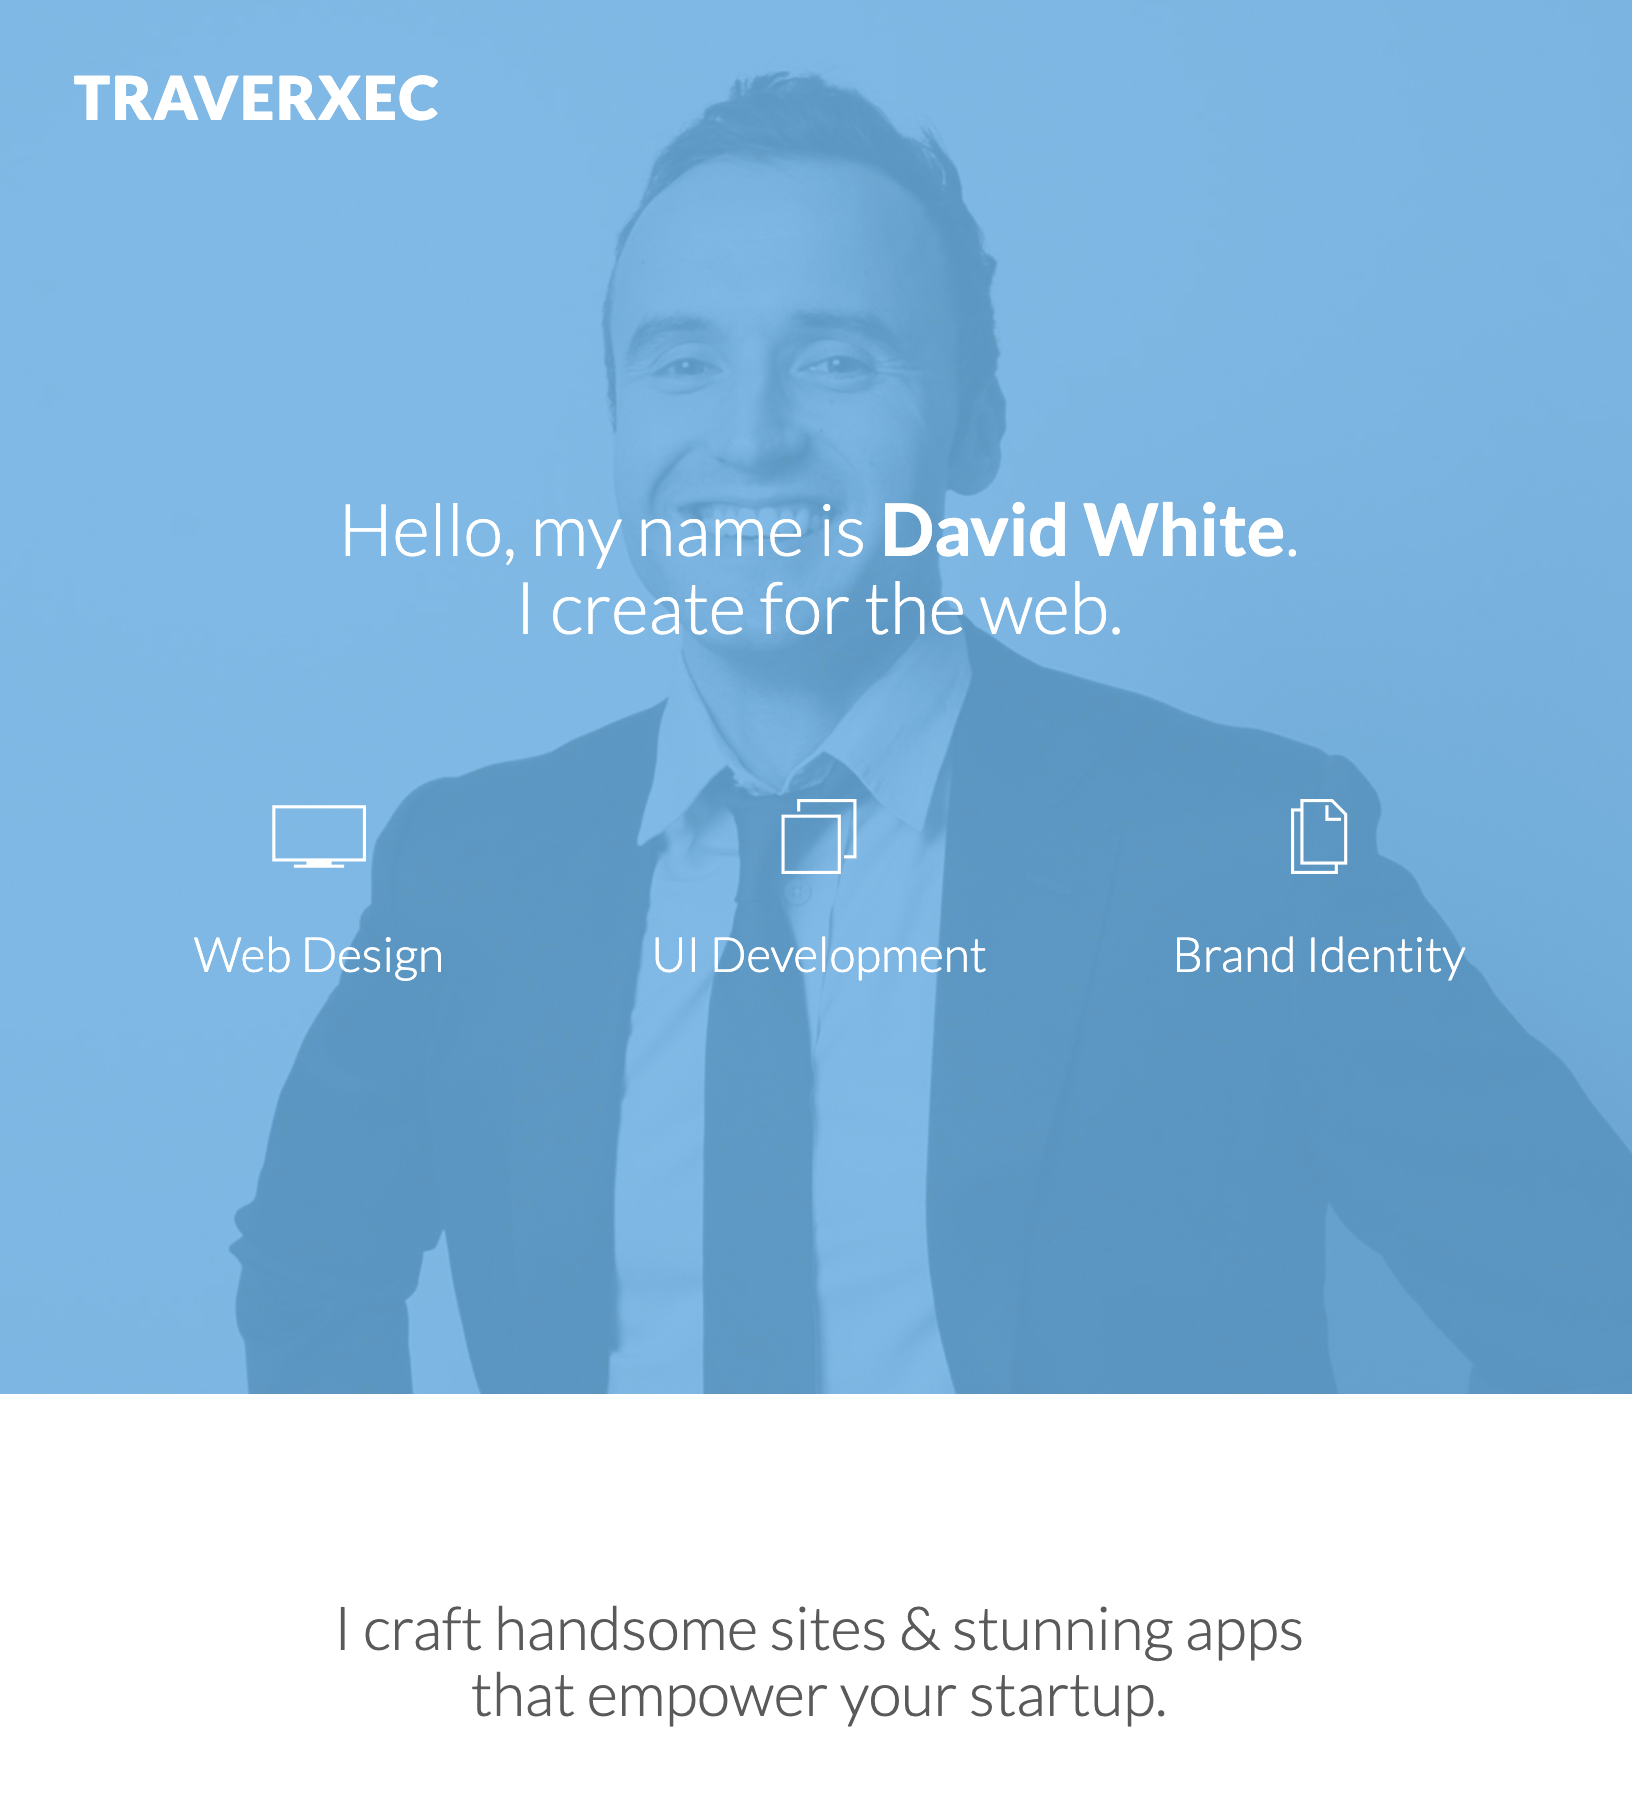 TRAVERXEC
Hello, my name is David White.
I create for the web.
Web Design
UI Development
Brand Identity
I craft handsome sites & stunning apps
that empower your startup.